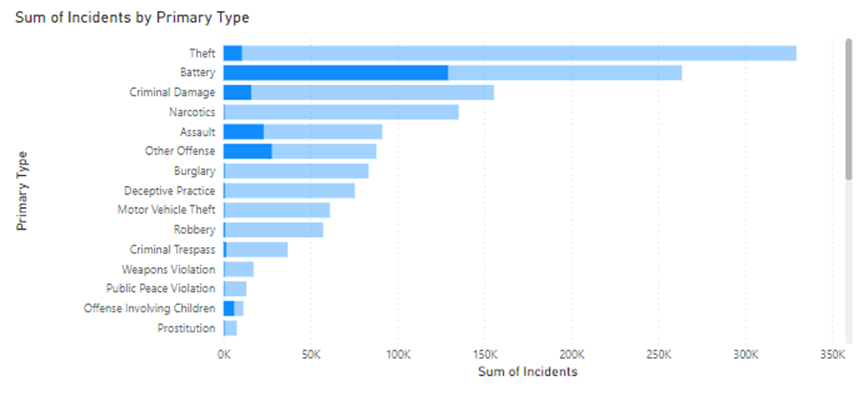 Sum of Incidents by Primary Type
Primary Type
Theft
Battery
Criminal Damage
Narcotics
Assault
Other Offense
Burglary
Deceptive Practice
Motor Vehicle Theft
Robbery
Criminal Trespass
Weapons Violation
Public Peace Violation
Offense Involving Children
Prostitution
0K 50K 100K 150K 200K 250K 300K 350K
Sum of Incidents